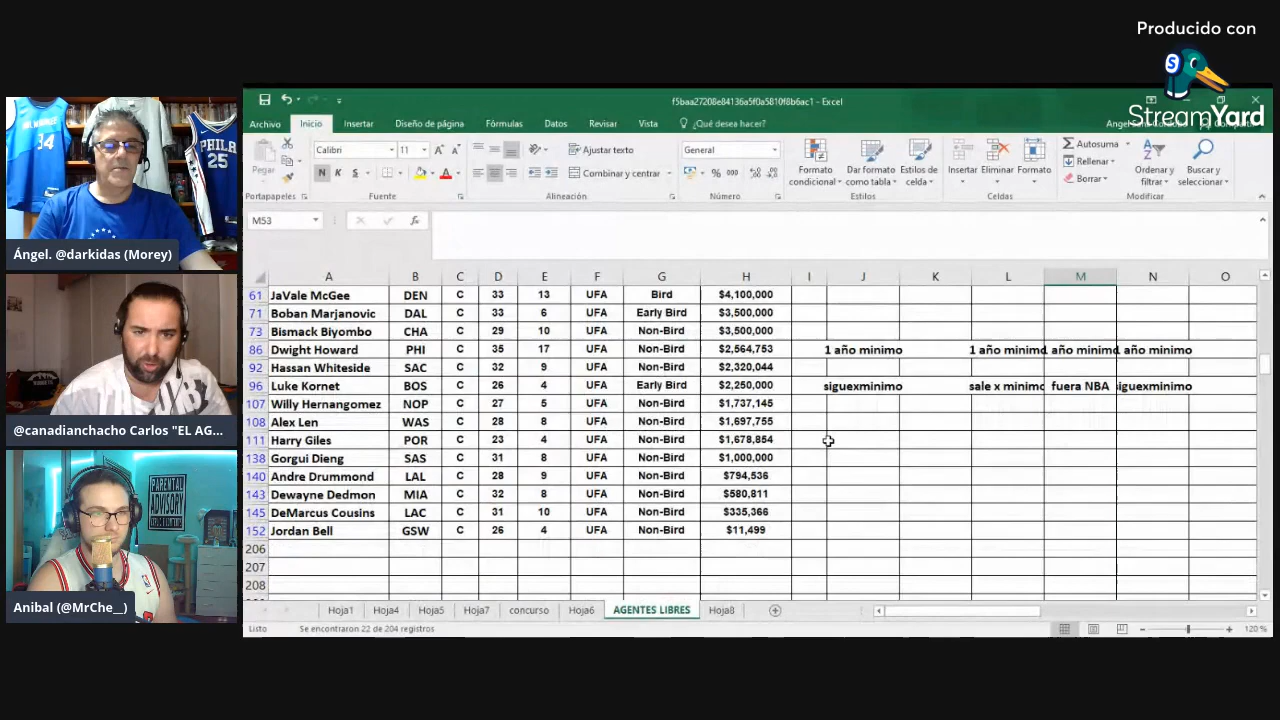 Producido con
StreamYard
PHILA
25
34
Ángel. @darkidas (Morey)
@canadianchacho Carlos "EL AG...
PARENTAL
ADVISORY
Anibal (@MrChe__)
f5baa27208e84136a5f0a5810f8b6ac1 - Excel
Archivo Inicio Insertar Diseño de página Fórmulas Datos Revisar Vista ¿Qué desea hacer?
Pegar
Portapapeles
Calibri 11
N K S
Fuente
Ajustar texto
Combinar y centrar
Alineación
General
% 000
Número
Formato condicional
Dar formato como tabla
Estilos de celda
Estilos
Insertar Eliminar Formato
Celdas
Autosuma
Rellenar
Borrar
Ordenar y filtrar
Buscar y seleccionar
Modificar
M53 fx
A B C D E F G H I J K L M N O
61 JaVale McGee DEN C 33 13 UFA Bird $4,100,000
71 Boban Marjanovic DAL C 33 6 UFA Early Bird $3,500,000
73 Bismack Biyombo CHA C 29 10 UFA Non-Bird $3,500,000
86 Dwight Howard PHI C 35 17 UFA Non-Bird $2,564,753 1 año minimo 1 año minimo 1 año minimo 1 año minimo
92 Hassan Whiteside SAC C 32 9 UFA Non-Bird $2,320,044
96 Luke Kornet BOS C 26 4 UFA Early Bird $2,250,000 siguexminimo sale x minimo fuera NBA siguexminimo
107 Willy Hernangomez NOP C 27 5 UFA Non-Bird $1,737,145
108 Alex Len WAS C 28 8 UFA Non-Bird $1,697,755
111 Harry Giles POR C 23 4 UFA Non-Bird $1,678,854
138 Gorgui Dieng SAS C 31 8 UFA Non-Bird $1,000,000
140 Andre Drummond LAL C 28 9 UFA Non-Bird $794,536
143 Dewayne Dedmon MIA C 32 8 UFA Non-Bird $580,811
145 DeMarcus Cousins LAC C 31 10 UFA Non-Bird $335,366
152 Jordan Bell GSW C 26 4 UFA Non-Bird $11,499
206
207
208
Hoja1 Hoja4 Hoja5 Hoja7 concurso Hoja6 AGENTES LIBRES Hoja8
Listo Se encontraron 22 de 204 registros 120 %